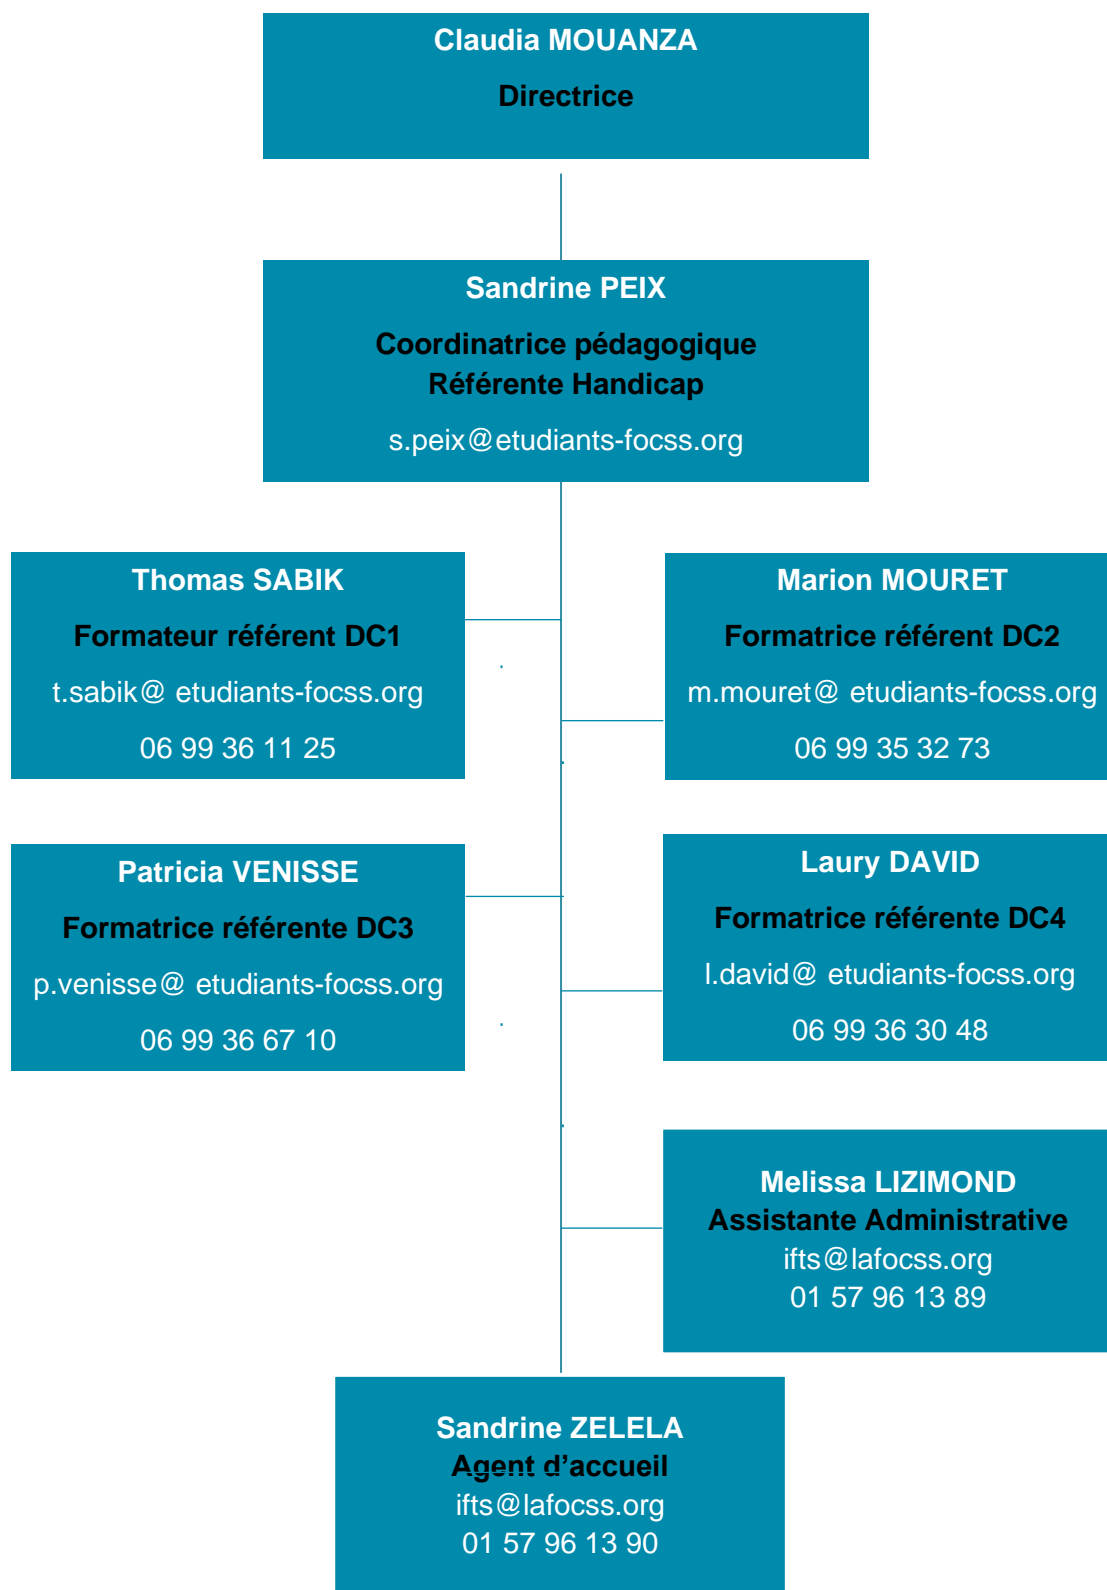 Claudia MOUANZA
Directrice
Sandrine PEIX
Coordinatrice pédagogique
Référente Handicap
s.peix@etudiants-focss.org
Thomas SABIK
Formateur référent DC1
t.sabik@ etudiants-focss.org
06 99 36 11 25
Marion MOURET
Formatrice référent DC2
m.mouret@ etudiants-focss.org
06 99 35 32 73
Patricia VENISSE
Formatrice référente DC3
p.venisse@ etudiants-focss.org
06 99 36 67 10
Laury DAVID
Formatrice référente DC4
l.david@ etudiants-focss.org
06 99 36 30 48
Melissa LIZIMOND
Assistante Administrative
ifts@lafocss.org
01 57 96 13 89
Sandrine ZELELA
Agent d’accueil
ifts@lafocss.org
01 57 96 13 90